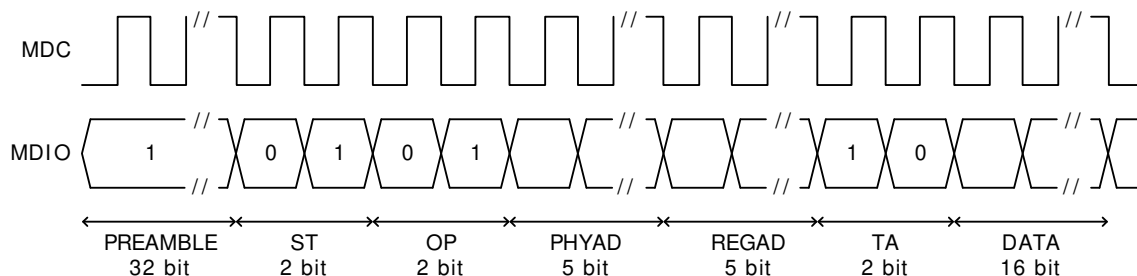 MDC // // // //
// // // //
MDIO 1 0 1 0 1 1 0
// // // //
PREAMBLE ST OP PHYAD REGAD TA DATA
32 bit 2 bit 2 bit 5 bit 5 bit 2 bit 16 bit